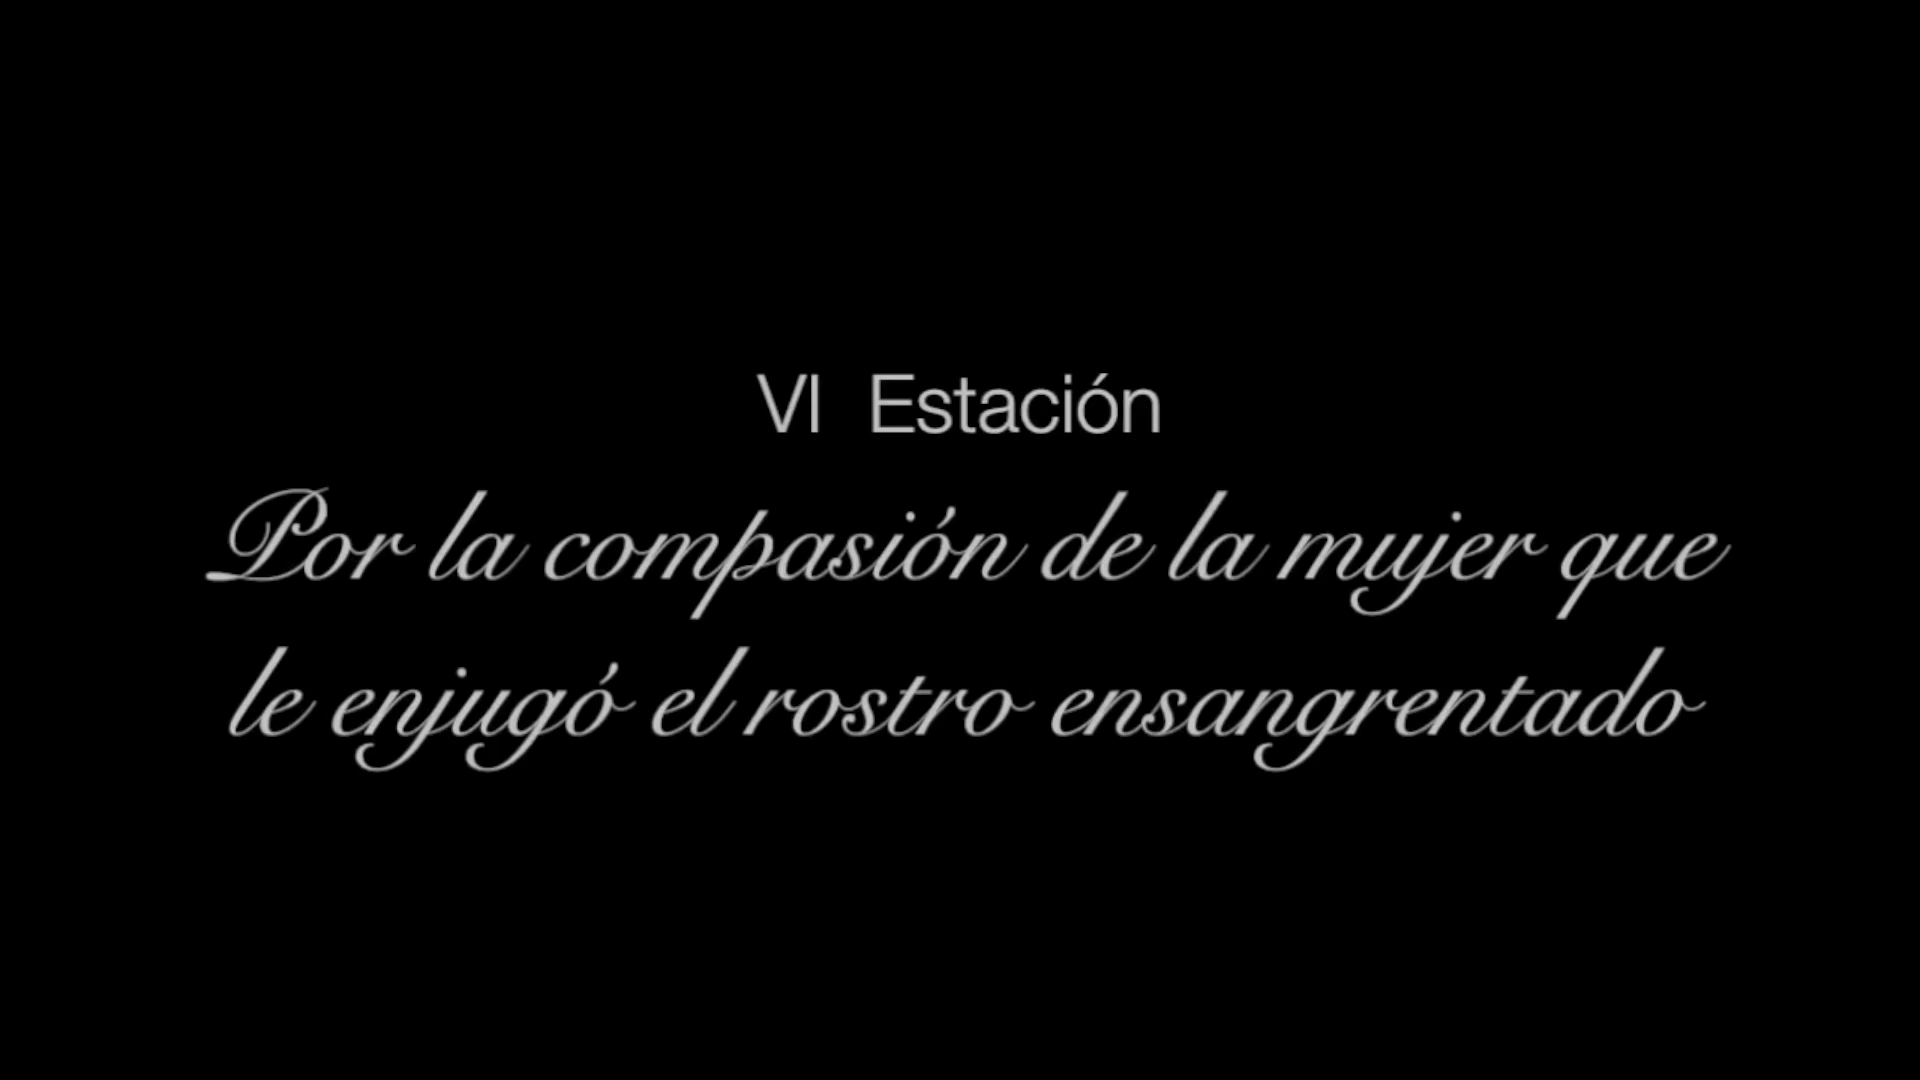 VI Estación
Por la compasión de la mujer que
le enjugó el rostro ensangrentado